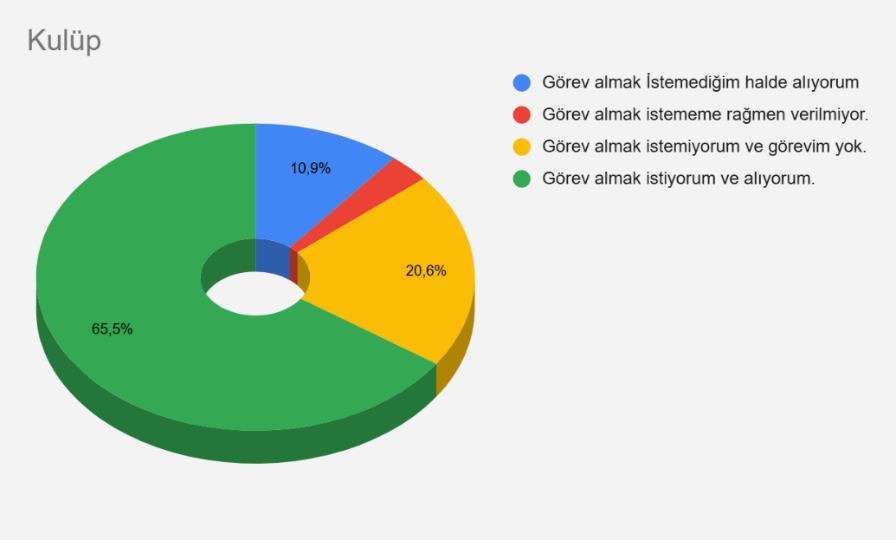 Kulüp
Görev almak İstemediğim halde alıyorum
Görev almak istememe rağmen verilmiyor.
Görev almak istemiyorum ve görevim yok.
Görev almak istiyorum ve alıyorum.
10,9%
20,6%
65,5%